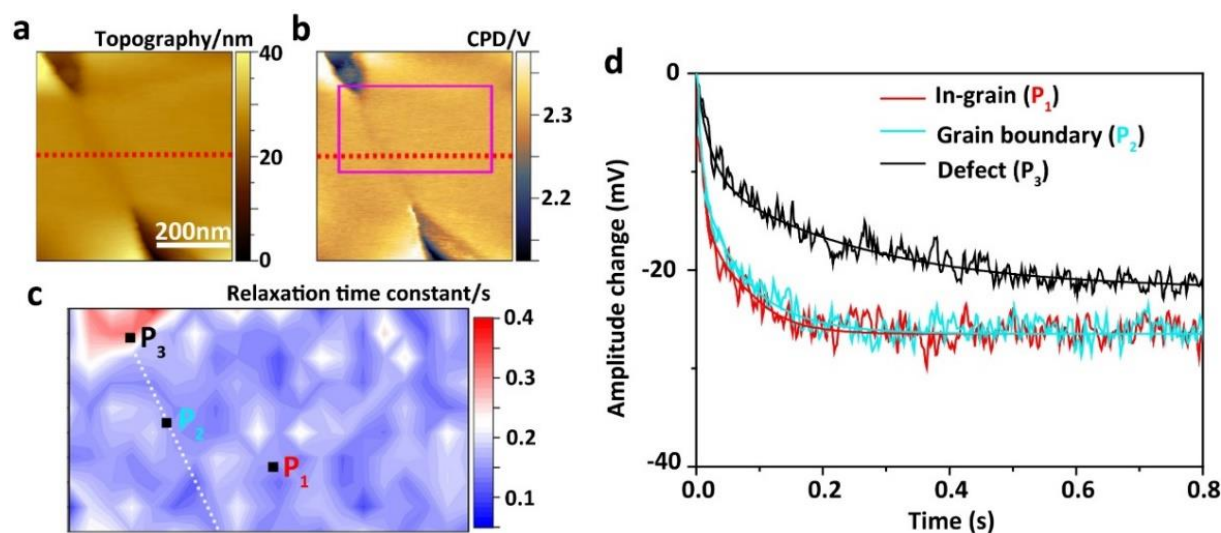 a
Topography/nm
40
20
0
200nm
b
CPD/V
2.3
2.2
c
Relaxation time constant/s
0.4
0.3
0.2
0.1
P₃
P₂
P₁
d
0
-20
-40
Amplitude change (mV)
In-grain (P₁)
Grain boundary (P₂)
Defect (P₃)
0.0 0.2 0.4 0.6 0.8
Time (s)